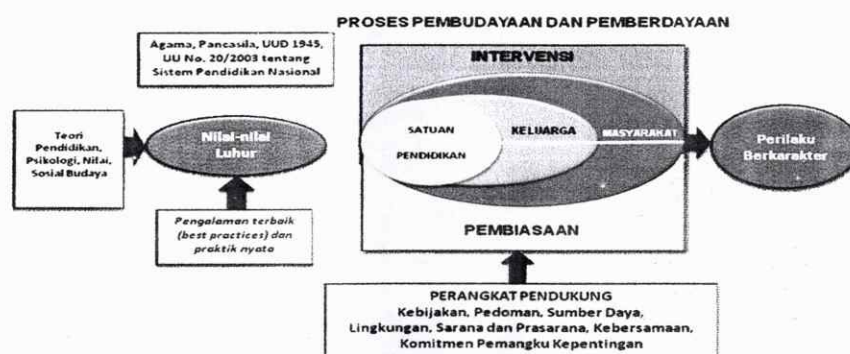 PROSES PEMBUDAYAAN DAN PEMBERDAYAAN
Agama, Pancasila, UUD 1945,
UU No. 20/2003 tentang
Sistem Pendidikan Nasional
INTERVENSI
Teori
Pendidikan,
Psikologi, Nilai,
Sosial Budaya
Nilai-nilai
Luhur
SATUAN
PENDIDIKAN
KELUARGA
MASYARAKAT
Perilaku
Berkarakter
Pengalaman terbaik
(best practices) dan
praktik nyata
PEMBIASAAN
PERANGKAT PENDUKUNG
Kebijakan, Pedoman, Sumber Daya,
Lingkungan, Sarana dan Prasarana, Kebersamaan,
Komitmen Pemangku Kepentingan